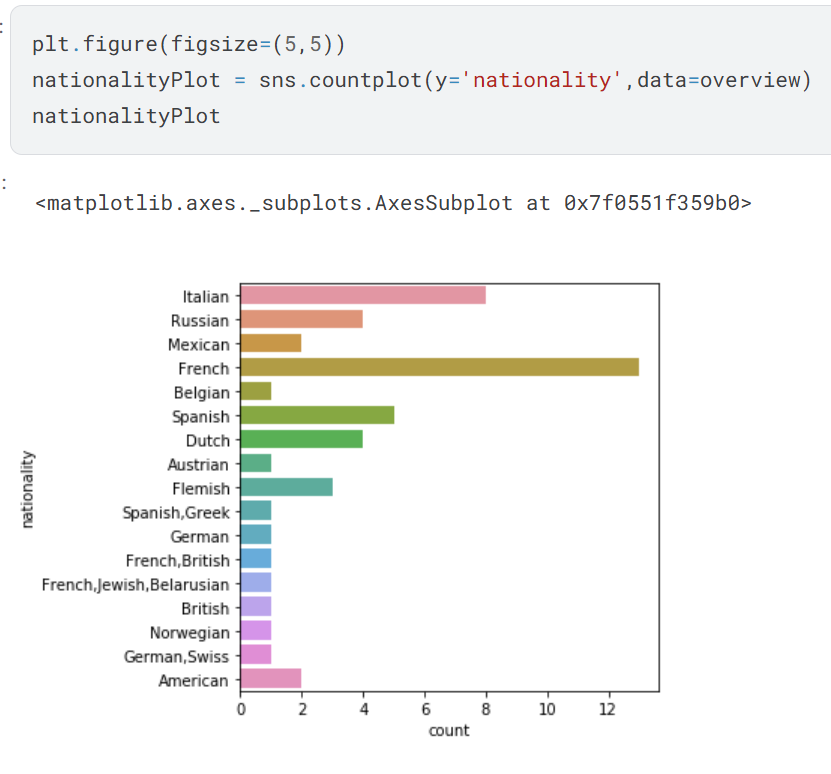 :
plt.figure(figsize=(5,5))
nationalityPlot = sns.countplot(y='nationality',data=overview)
nationalityPlot
:
<matplotlib.axes._subplots.AxesSubplot at 0x7f0551f359b0>
nationality
Italian
Russian
Mexican
French
Belgian
Spanish
Dutch
Austrian
Flemish
Spanish,Greek
German
French,British
French,Jewish,Belarusian
British
Norwegian
German,Swiss
American
0 2 4 6 8 10 12
count